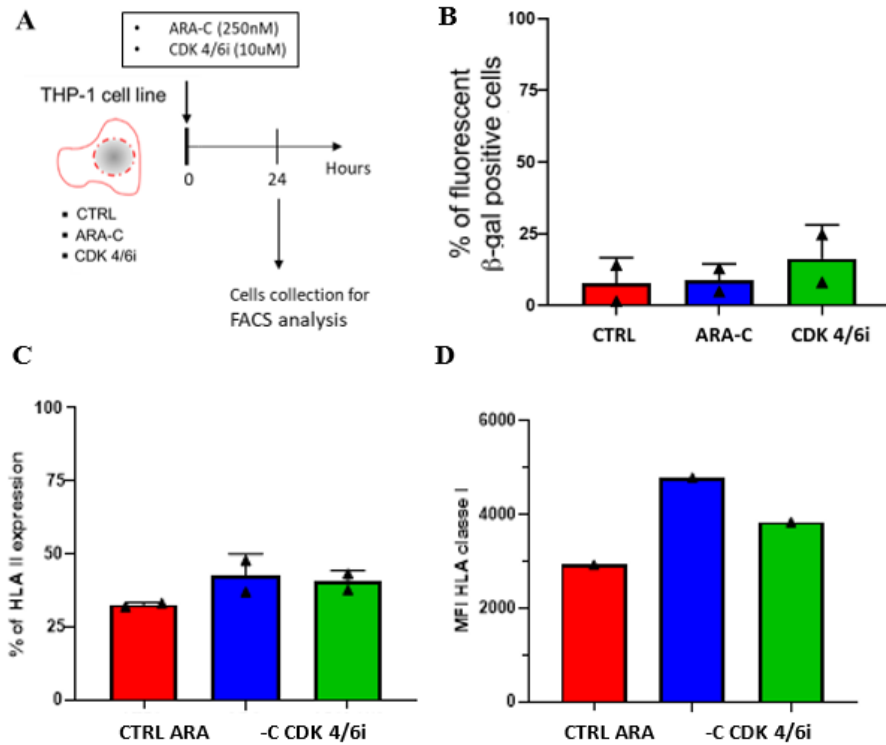 A
• ARA-C (250nM)
• CDK 4/6i (10uM)
THP-1 cell line
0
24
Hours
▪ CTRL
▪ ARA-C
▪ CDK 4/6i
Cells collection for
FACS analysis
B
% of fluorescent
β-gal positive cells
100
75
50
25
0
CTRL
ARA-C
CDK 4/6i
C
% of HLA II expression
100
75
50
25
0
CTRL ARA
-C CDK 4/6i
D
MFI HLA classe I
6000
4000
2000
0
CTRL ARA
-C CDK 4/6i